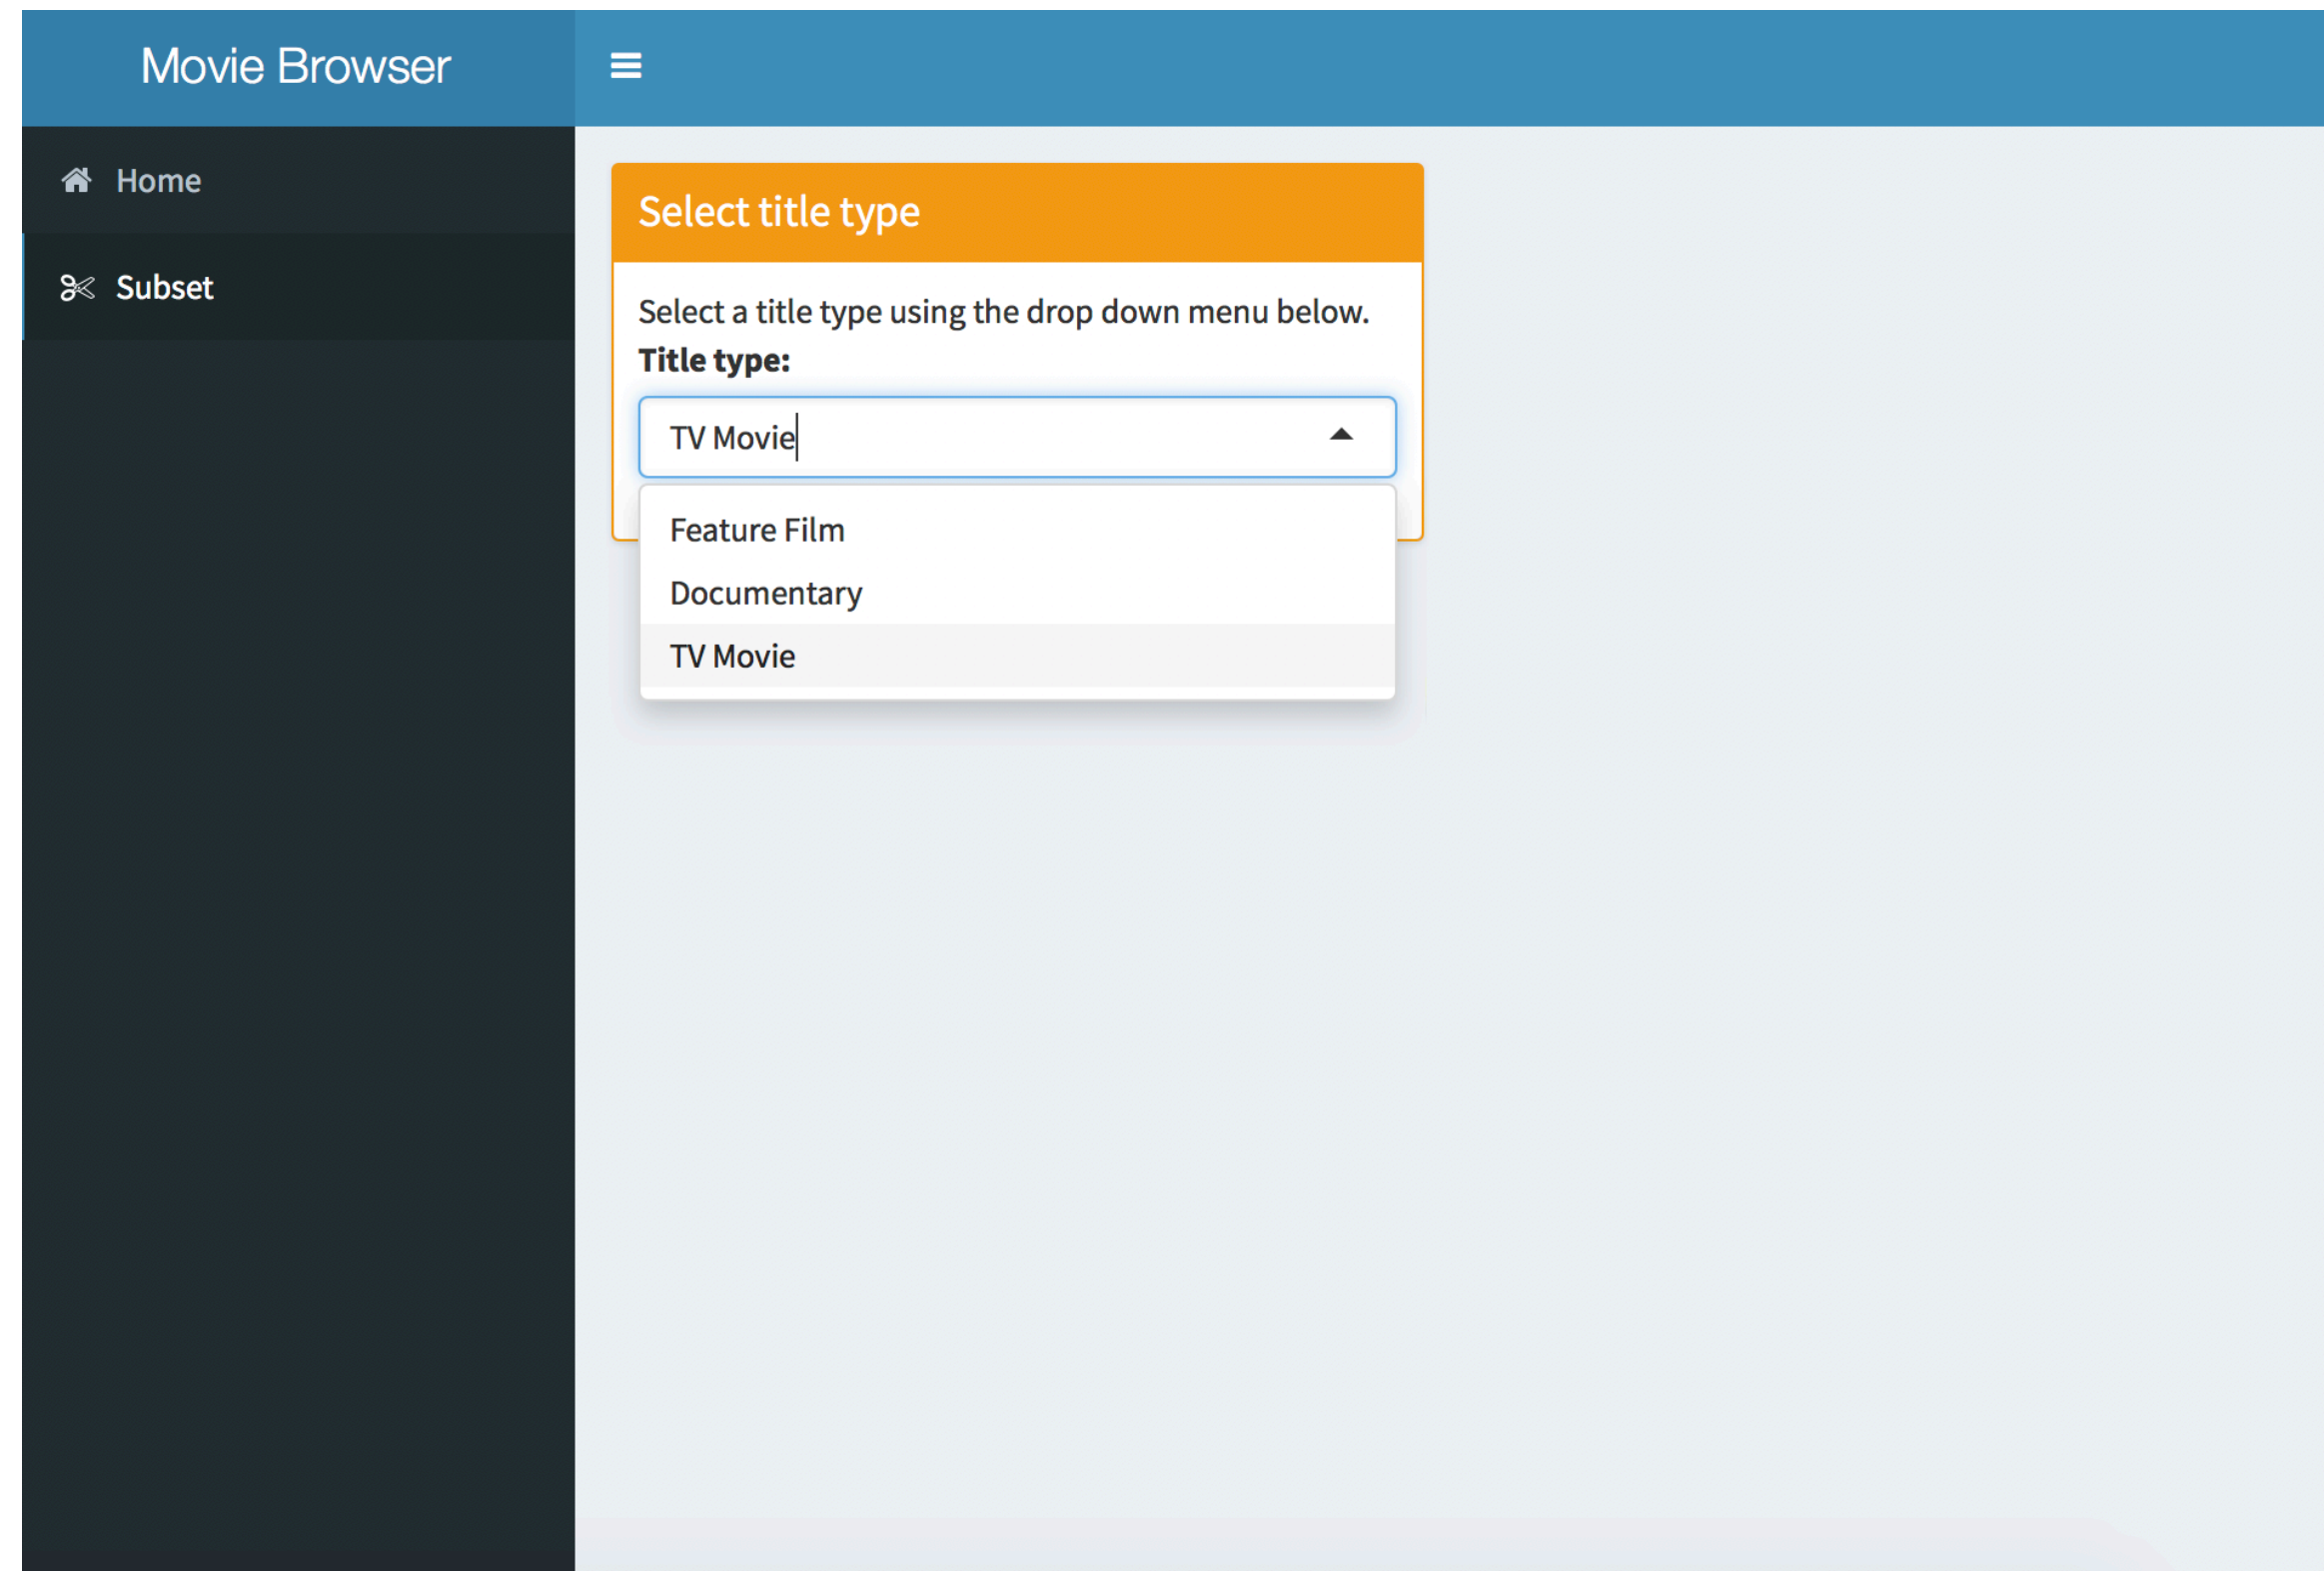 Movie Browser
Home
Subset
Select title type
Select a title type using the drop down menu below.
Title type:
TV Movie
Feature Film
Documentary
TV Movie